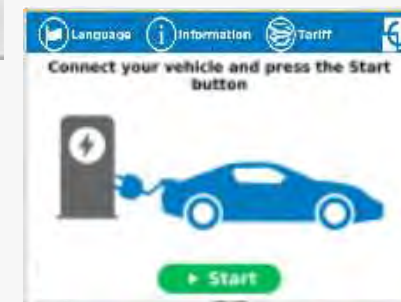 Language Information Tariff
Connect your vehicle and press the Start
button
Start